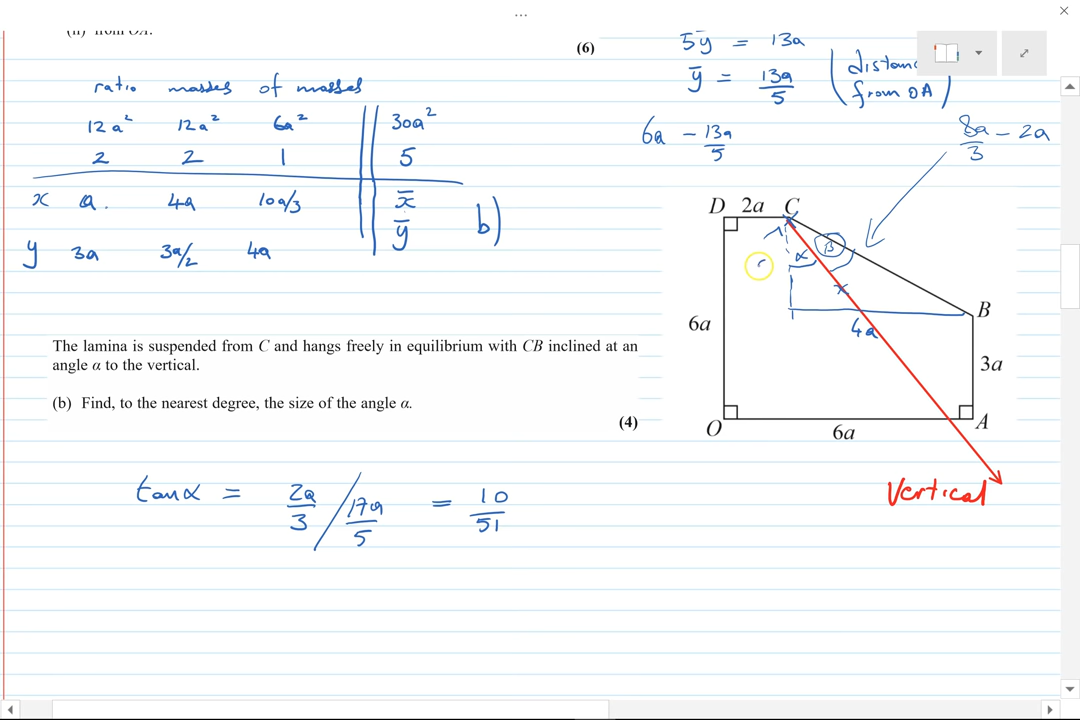 (ii) from OA.
(6)
5ȳ = 13a
ȳ = 13a/5 (distan
from OA)
ratio masses of masses
12a² 12a² 6a² 30a²
2 2 1 5
x a. 4a 10a/3 x̄
y 3a 3a/2 4a ȳ
b)
6a - 13a/5
8a/3 - 2a
D 2a C
α β
x
6a
4a
B
3a
O 6a A
Vertical
The lamina is suspended from C and hangs freely in equilibrium with CB inclined at an
angle α to the vertical.
(b) Find, to the nearest degree, the size of the angle α.
(4)
tanα = 2a/3 / 17a/5 = 10/51